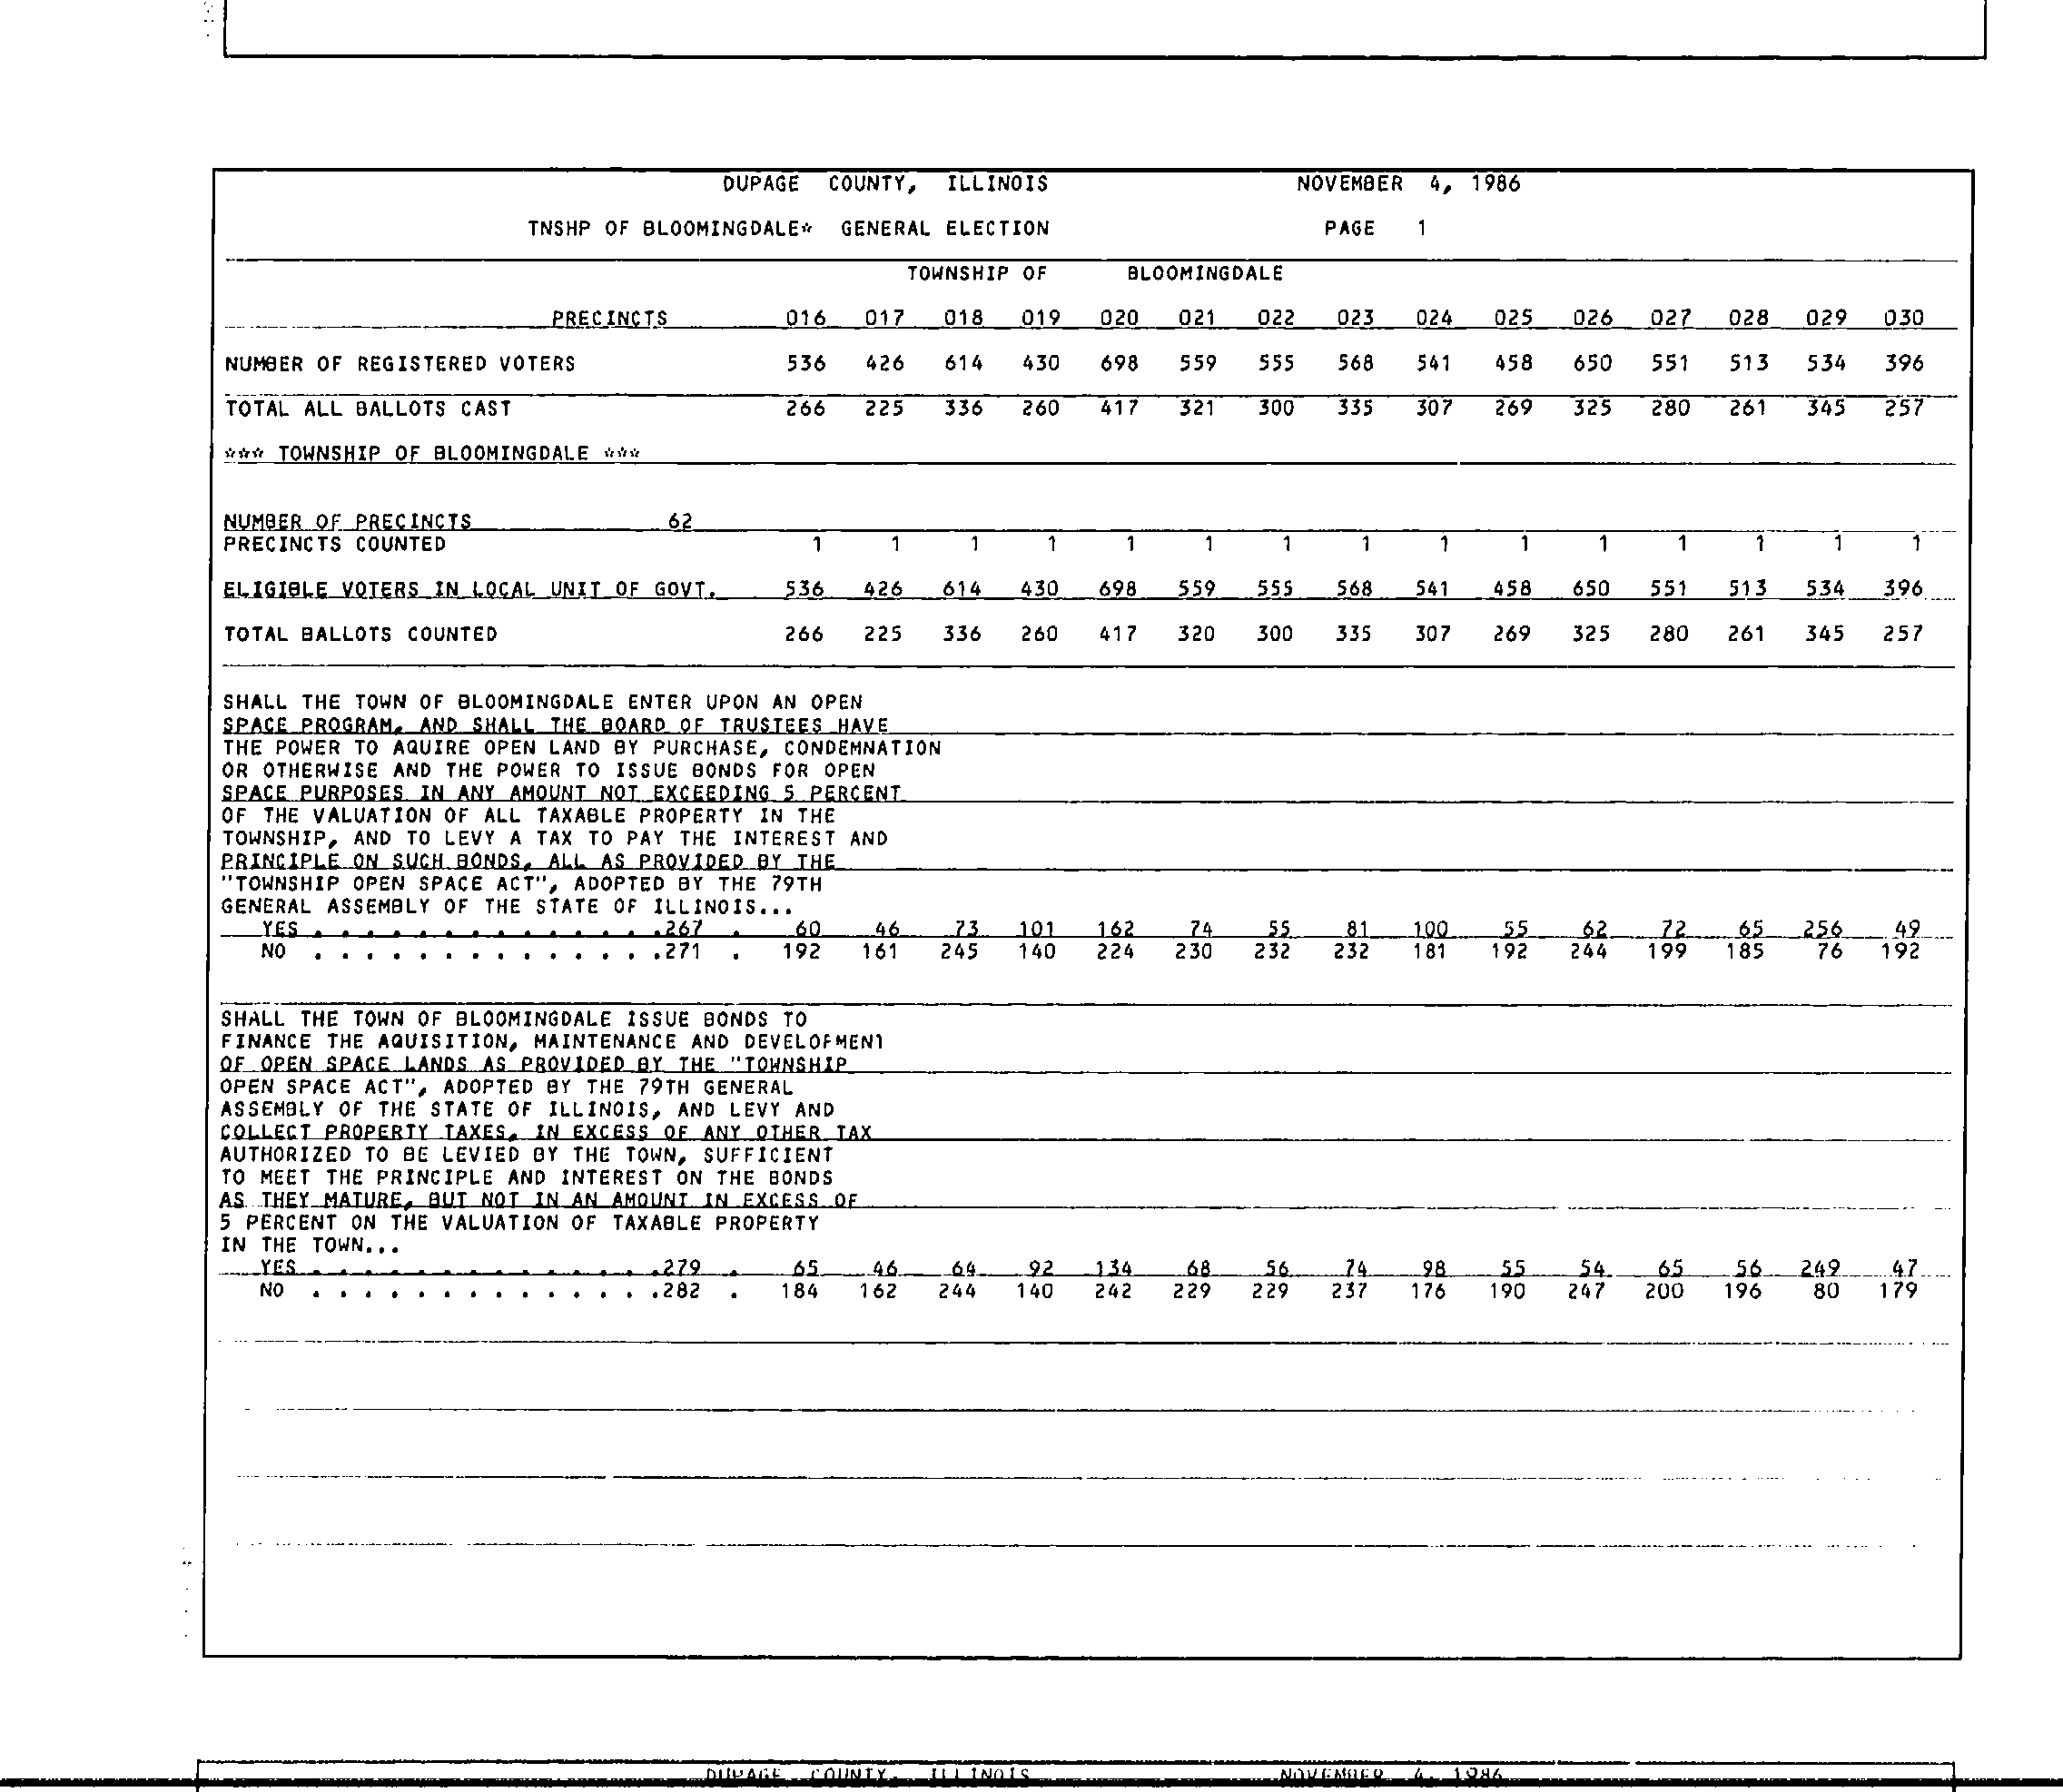 DUPAGE COUNTY, ILLINOIS NOVEMBER 4, 1986
TNSHP OF BLOOMINGDALE* GENERAL ELECTION PAGE 1
TOWNSHIP OF BLOOMINGDALE
PRECINCTS 016 017 018 019 020 021 022 023 024 025 026 027 028 029 030
NUMBER OF REGISTERED VOTERS 536 426 614 430 698 559 555 568 541 458 650 551 513 534 396
TOTAL ALL BALLOTS CAST 266 225 336 260 417 321 300 335 307 269 325 280 261 345 257
*** TOWNSHIP OF BLOOMINGDALE ***
NUMBER OF PRECINCTS 62
PRECINCTS COUNTED 1 1 1 1 1 1 1 1 1 1 1 1 1 1 1
ELIGIBLE VOTERS IN LOCAL UNIT OF GOVT. 536 426 614 430 698 559 555 568 541 458 650 551 513 534 396
TOTAL BALLOTS COUNTED 266 225 336 260 417 320 300 335 307 269 325 280 261 345 257
SHALL THE TOWN OF BLOOMINGDALE ENTER UPON AN OPEN
SPACE PROGRAM, AND SHALL THE BOARD OF TRUSTEES HAVE
THE POWER TO AQUIRE OPEN LAND BY PURCHASE, CONDEMNATION
OR OTHERWISE AND THE POWER TO ISSUE BONDS FOR OPEN
SPACE PURPOSES IN ANY AMOUNT NOT EXCEEDING 5 PERCENT
OF THE VALUATION OF ALL TAXABLE PROPERTY IN THE
TOWNSHIP, AND TO LEVY A TAX TO PAY THE INTEREST AND
PRINCIPLE ON SUCH BONDS, ALL AS PROVIDED BY THE
"TOWNSHIP OPEN SPACE ACT", ADOPTED BY THE 79TH
GENERAL ASSEMBLY OF THE STATE OF ILLINOIS...
YES . . . . . . . . . . . . . .267 . 60 46 73 101 162 74 55 81 100 55 62 72 65 256 49
NO . . . . . . . . . . . . . .271 . 192 161 245 140 224 230 232 232 181 192 244 199 185 76 192
SHALL THE TOWN OF BLOOMINGDALE ISSUE BONDS TO
FINANCE THE AQUISITION, MAINTENANCE AND DEVELOPMENT
OF OPEN SPACE LANDS AS PROVIDED BY THE "TOWNSHIP
OPEN SPACE ACT", ADOPTED BY THE 79TH GENERAL
ASSEMBLY OF THE STATE OF ILLINOIS, AND LEVY AND
COLLECT PROPERTY TAXES, IN EXCESS OF ANY OTHER TAX
AUTHORIZED TO BE LEVIED BY THE TOWN, SUFFICIENT
TO MEET THE PRINCIPLE AND INTEREST ON THE BONDS
AS THEY MATURE, BUT NOT IN AN AMOUNT IN EXCESS OF
5 PERCENT ON THE VALUATION OF TAXABLE PROPERTY
IN THE TOWN...
YES . . . . . . . . . . . . . .279 . 65 46 64 92 134 68 56 74 98 55 54 65 56 249 47
NO . . . . . . . . . . . . . .282 . 184 162 244 140 242 229 229 237 176 190 247 200 196 80 179
DUPAGE COUNTY, ILLINOIS NOVEMBER 4, 1986